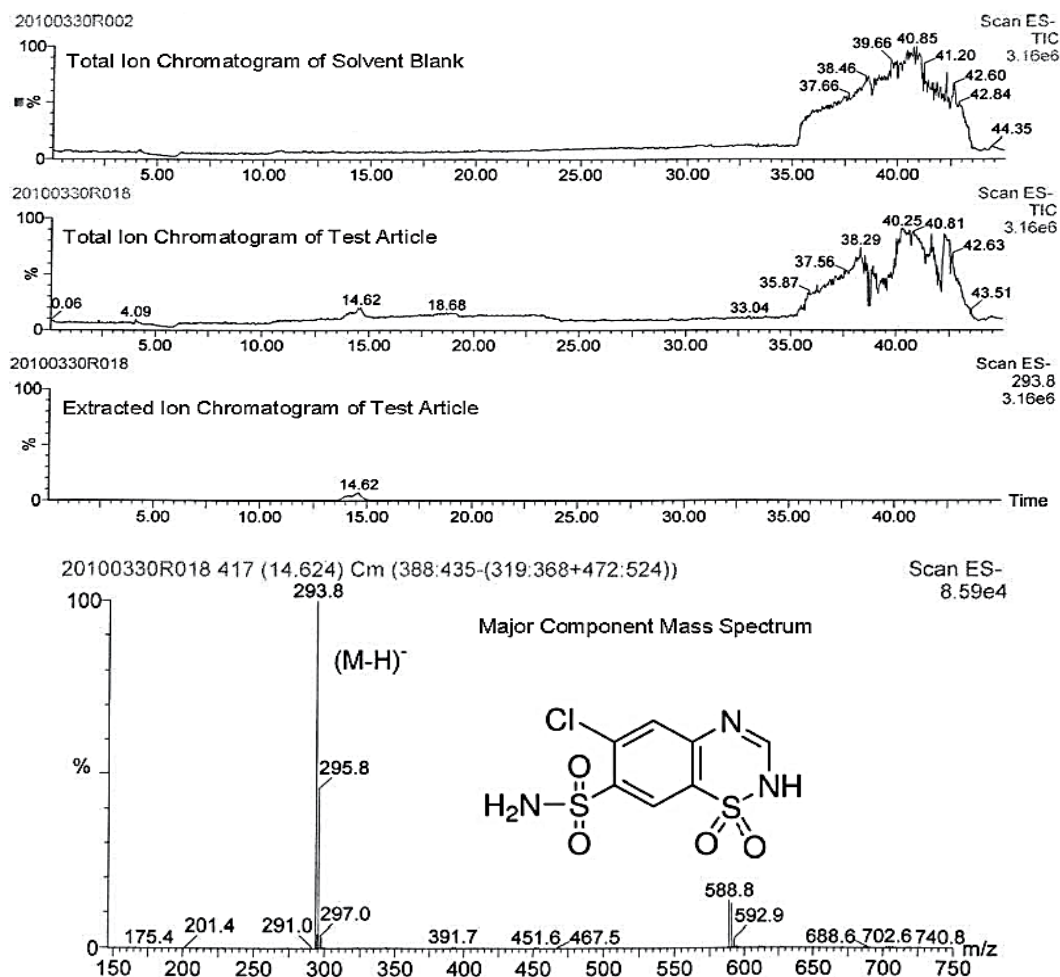 20100330R002
Scan ES-
TIC
3.16e6
Total Ion Chromatogram of Solvent Blank
100
%
0
37.66
38.46
39.66
40.85
41.20
42.60
42.84
44.35
5.00 10.00 15.00 20.00 25.00 30.00 35.00 40.00
20100330R018
Scan ES-
TIC
3.16e6
Total Ion Chromatogram of Test Article
100
%
0
0.06
4.09
14.62
18.68
33.04
35.87
37.56
38.29
40.25
40.81
42.63
43.51
5.00 10.00 15.00 20.00 25.00 30.00 35.00 40.00
20100330R018
Scan ES-
293.8
3.16e6
Extracted Ion Chromatogram of Test Article
100
%
0
14.62
Time
5.00 10.00 15.00 20.00 25.00 30.00 35.00 40.00
20100330R018 417 (14.624) Cm (388:435-(319:368+472:524))
Scan ES-
8.59e4
Major Component Mass Spectrum
100
%
0
293.8
(M-H)-
295.8
Cl
N
NH
H2N
S
O
O
S
O
O
175.4
201.4
291.0
297.0
391.7
451.6
467.5
588.8
592.9
688.6
702.6
740.8
m/z
150 200 250 300 350 400 450 500 550 600 650 700 750